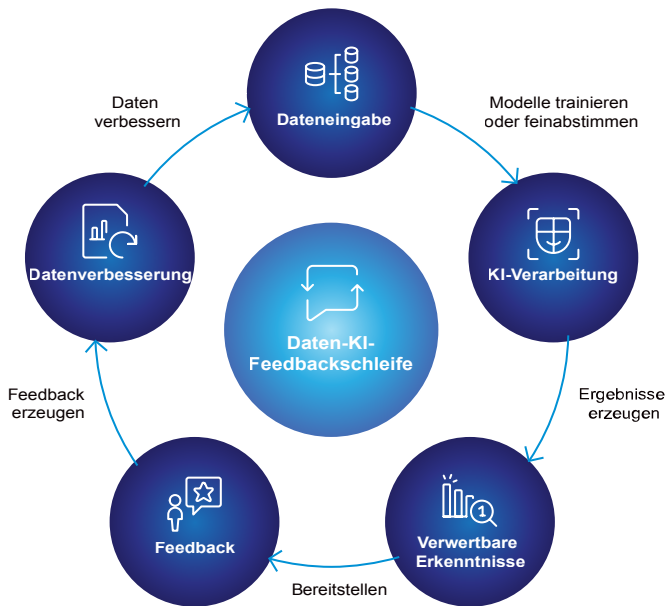 Dateneingabe
Modelle trainieren
oder feinabstimmen
KI-Verarbeitung
Ergebnisse
erzeugen
1
Verwertbare
Erkenntnisse
Bereitstellen
Feedback
Feedback
erzeugen
Datenverbesserung
Daten
verbessern
Daten-KI-
Feedbackschleife